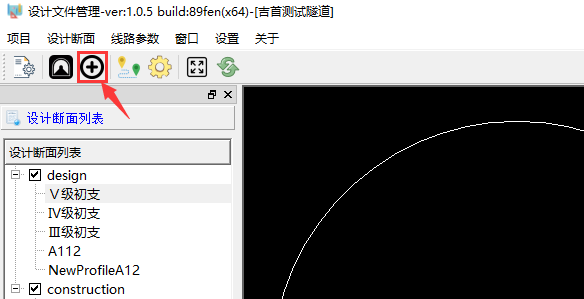 设计文件管理-ver:1.0.5 build:89fen(x64)-[吉首测试隧道]
项目 设计断面 线路参数 窗口 设置 关于
设计断面列表
设计断面列表
design
Ⅴ级初支
Ⅳ级初支
Ⅲ级初支
A112
NewProfileA12
construction